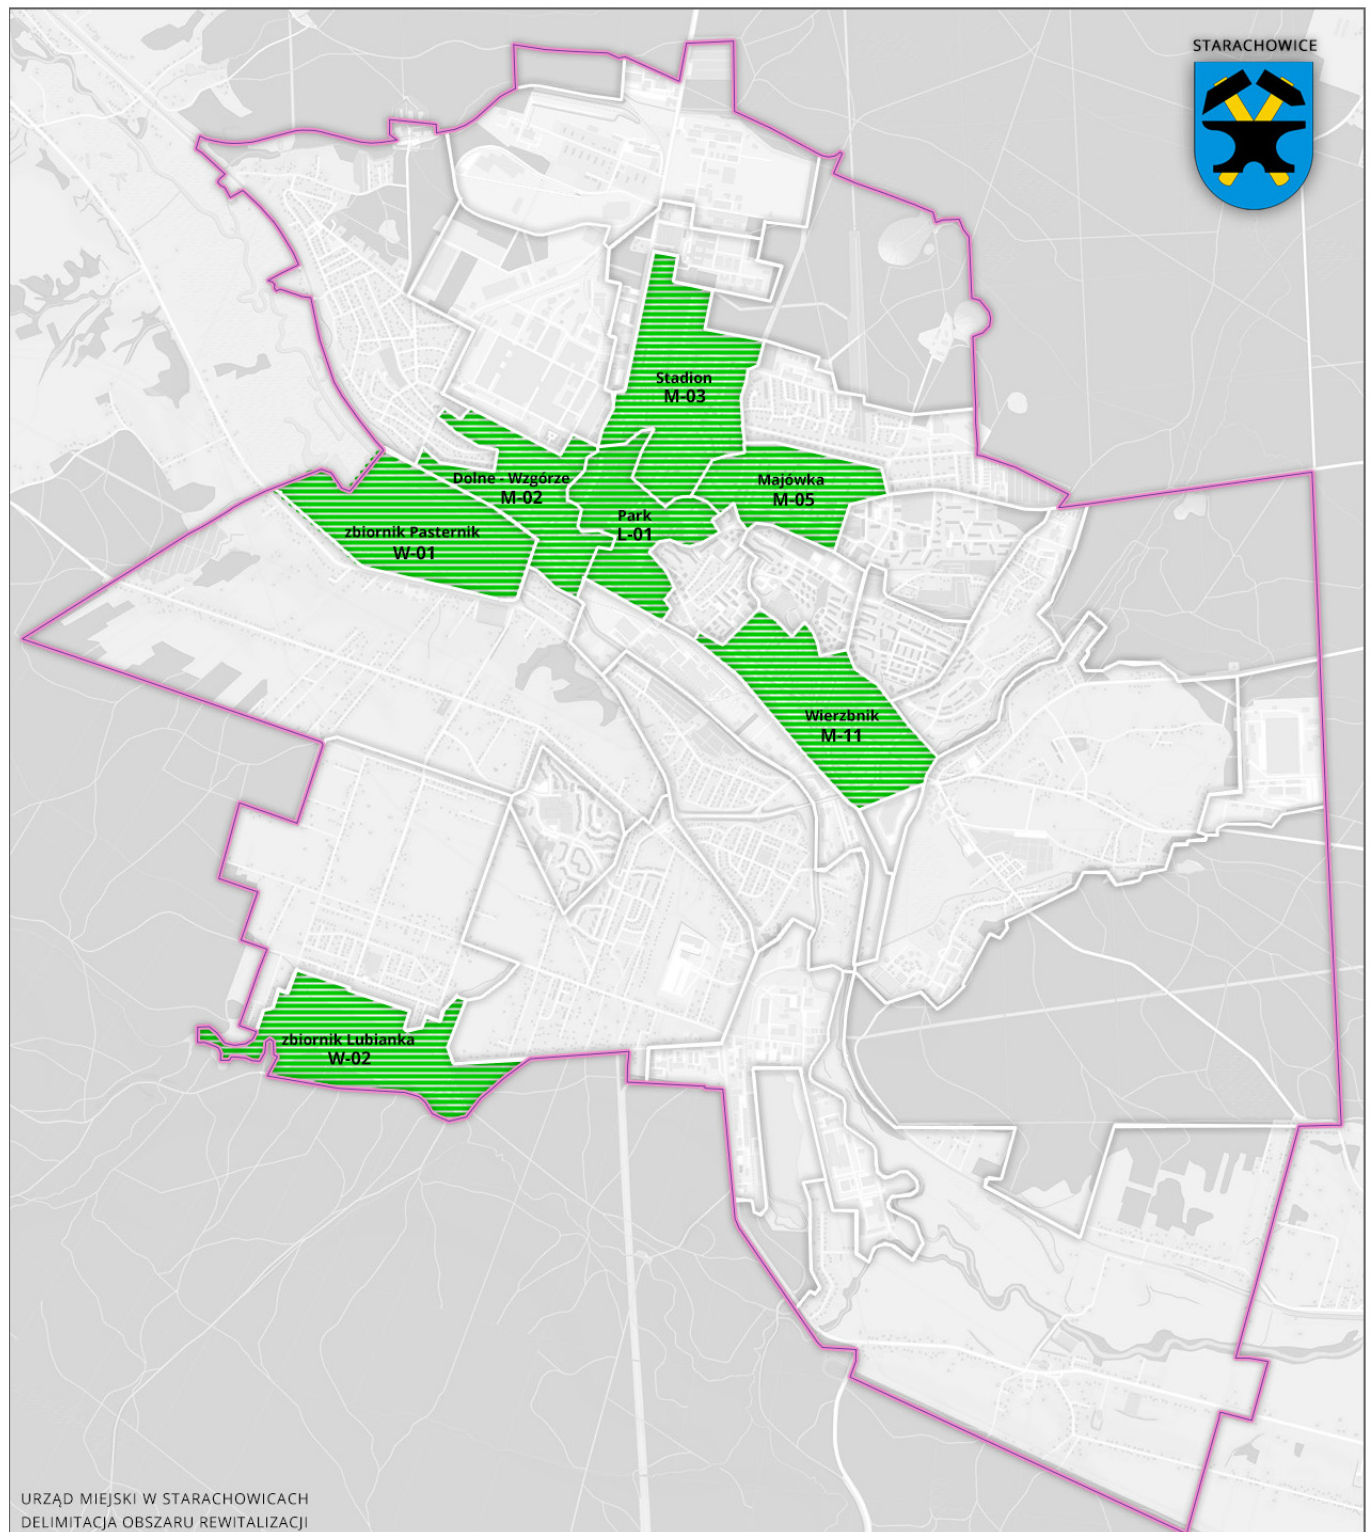 STARACHOWICE
Stadion
M-03
Dolne - Wzgórze
M-02
Majówka
M-05
Park
L-01
zbiornik Pasternik
W-01
Wierzbnik
M-11
zbiornik Lubianka
W-02
URZĄD MIEJSKI W STARACHOWICACH
DELIMITACJA OBSZARU REWITALIZACJI